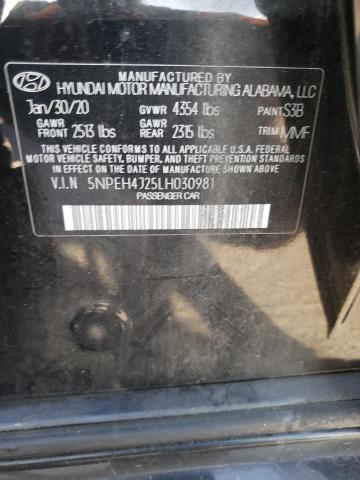 MANUFACTURED BY
HYUNDAI MOTOR MANUFACTURING ALABAMA, LLC
Jan/30/20 GVWR 4354 lbs PAINT S3B
GAWR FRONT 2513 lbs GAWR REAR 2315 lbs TRIM MMF
THIS VEHICLE CONFORMS TO ALL APPLICABLE U.S.A. FEDERAL
MOTOR VEHICLE SAFETY, BUMPER, AND THEFT PREVENTION
STANDARDS IN EFFECT ON THE DATE OF MANUFACTURE SHOWN ABOVE.
V.I.N 5NPEH4J25LH030981
PASSENGER CAR